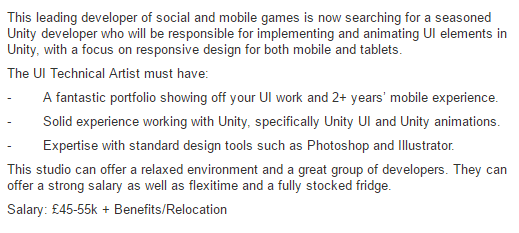 This leading developer of social and mobile games is now searching for a seasoned
Unity developer who will be responsible for implementing and animating UI elements in
Unity, with a focus on responsive design for both mobile and tablets.
The UI Technical Artist must have:
- A fantastic portfolio showing off your UI work and 2+ years' mobile experience.
- Solid experience working with Unity, specifically Unity UI and Unity animations.
- Expertise with standard design tools such as Photoshop and Illustrator.
This studio can offer a relaxed environment and a great group of developers. They can
offer a strong salary as well as flexitime and a fully stocked fridge.
Salary: £45-55k + Benefits/Relocation